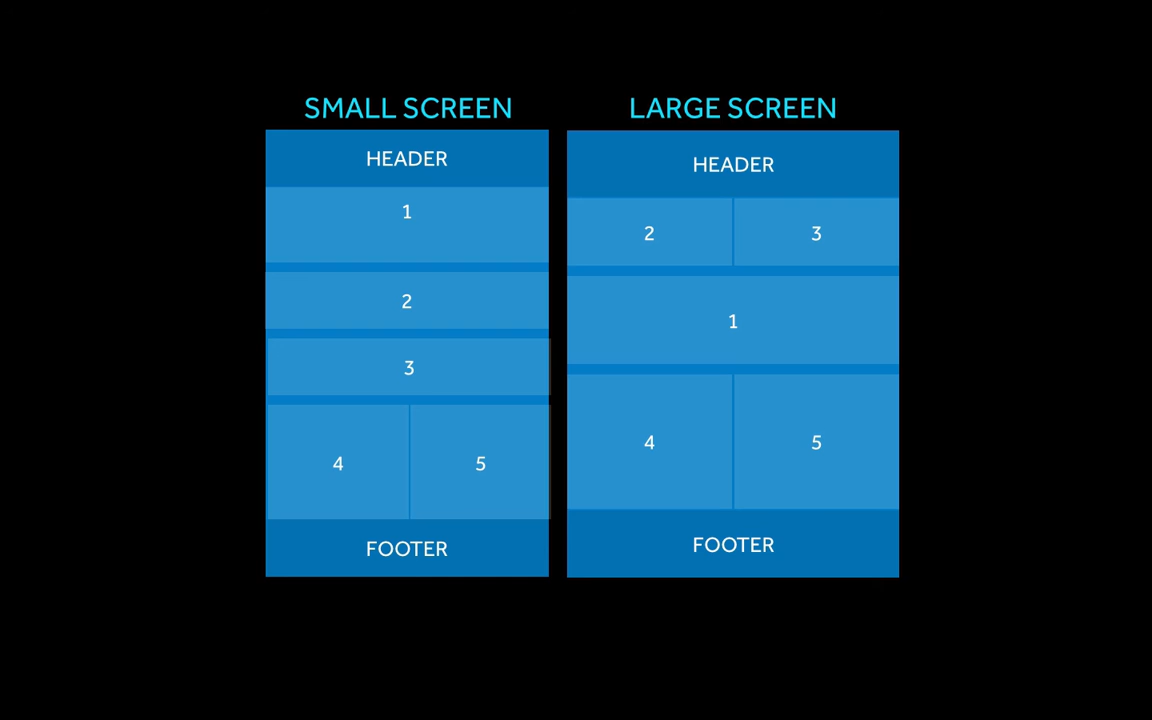 SMALL SCREEN
HEADER
1
2
3
4 5
FOOTER
LARGE SCREEN
HEADER
2 3
1
4 5
FOOTER